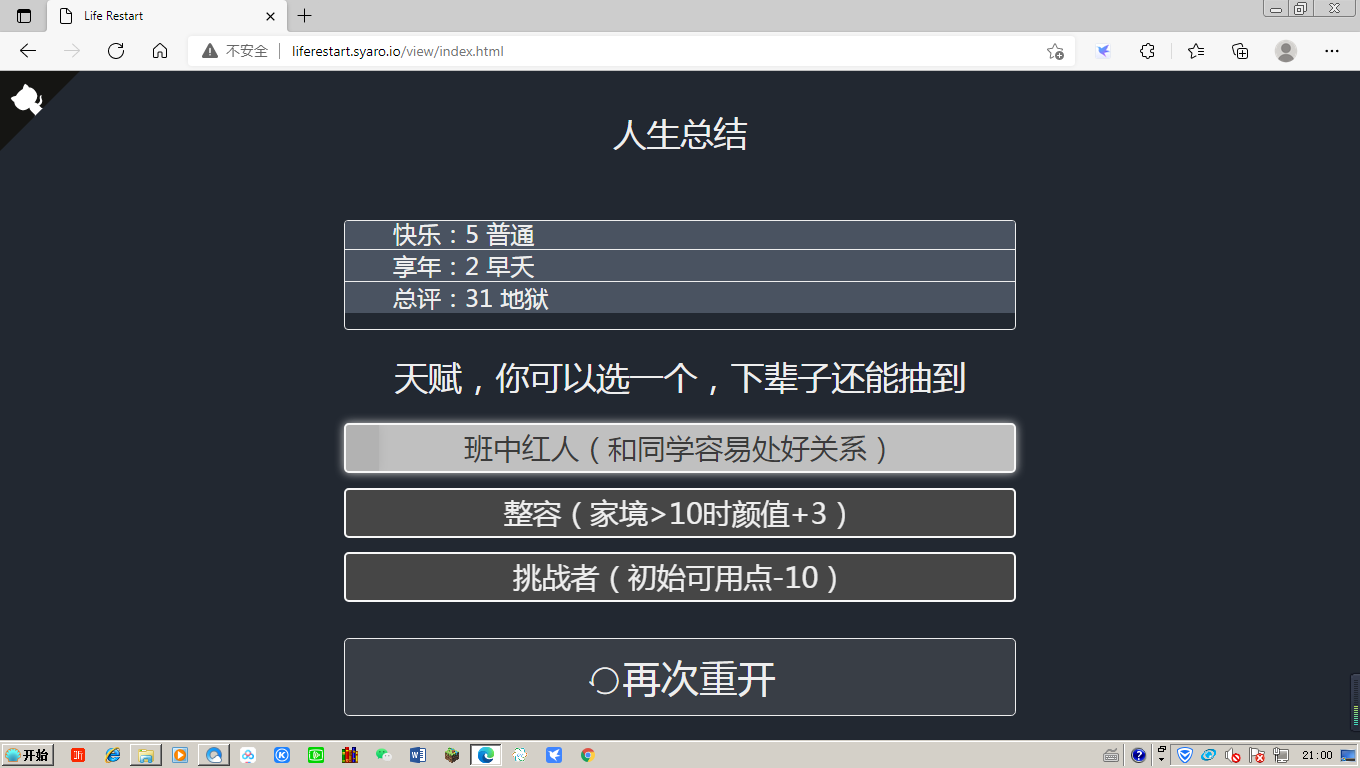 Life Restart
不安全
liferestart.syaro.io/view/index.html
人生总结
快乐：5 普通
享年：2 早夭
总评：31 地狱
天赋，你可以选一个，下辈子还能抽到
班中红人（和同学容易处好关系）
整容（家境>10时颜值+3）
挑战者（初始可用点-10）
再次重开
开始
21:00